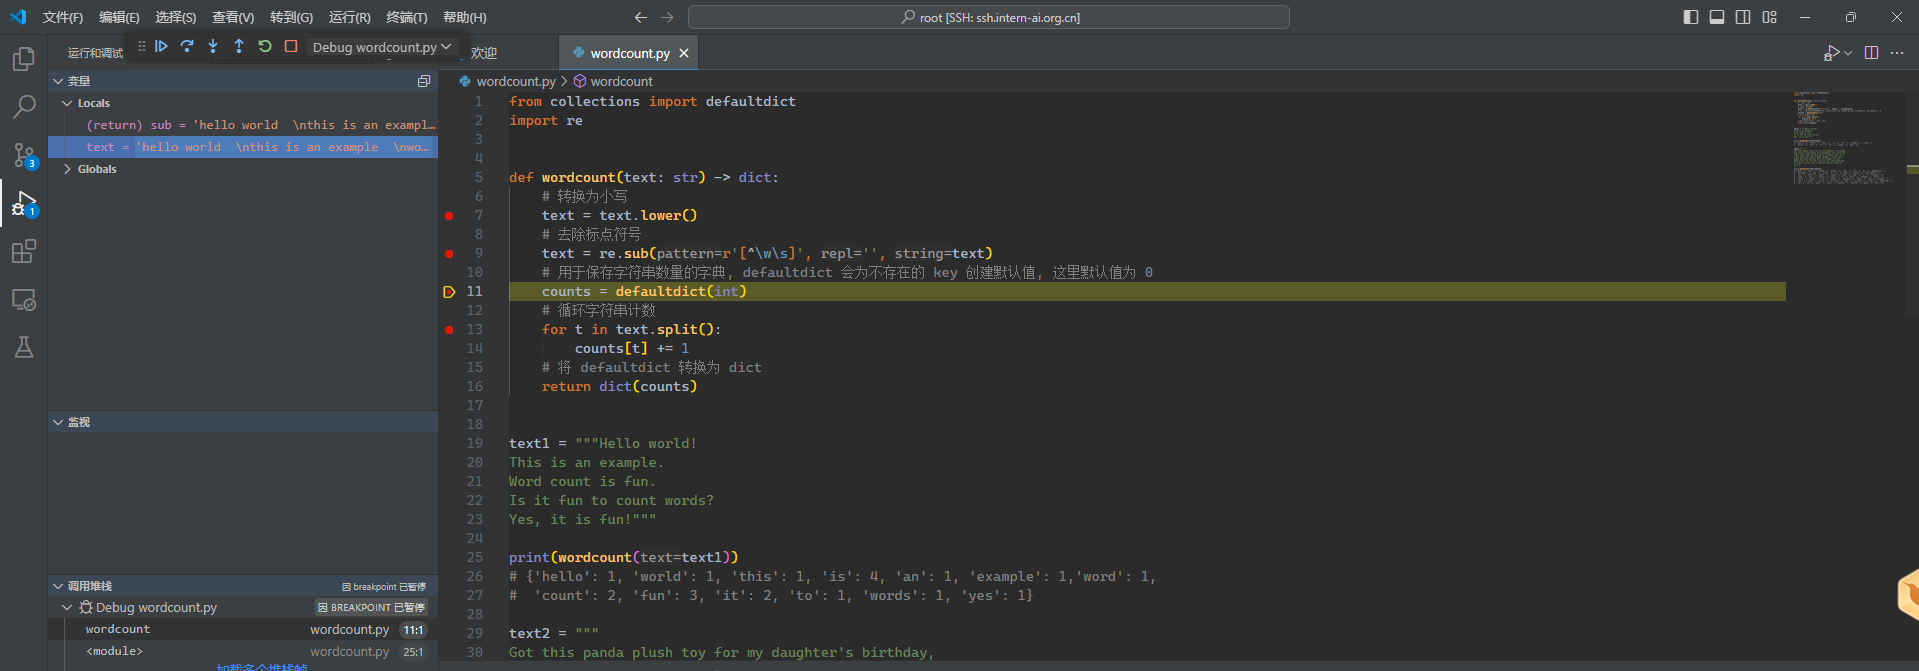 文件(F) 编辑(E) 选择(S) 查看(V) 转到(G) 运行(R) 终端(T) 帮助(H)
root [SSH: ssh.intern-ai.org.cn]
运行和调试
Debug wordcount.py
欢迎
wordcount.py
wordcount.py > wordcount
变量
Locals
(return) sub = 'hello world  \nthis is an exampl…
text = 'hello world  \nthis is an example  \nwo…
Globals
监视
调用堆栈
因 breakpoint 已暂停
Debug wordcount.py
因 BREAKPOINT 已暂停
wordcount
wordcount.py
11:1
<module>
wordcount.py
25:1
加载更多堆栈帧
3
1
1 from collections import defaultdict
2 import re
3
4
5 def wordcount(text: str) -> dict:
6     # 转换为小写
7     text = text.lower()
8     # 去除标点符号
9     text = re.sub(pattern=r'[^\w\s]', repl='', string=text)
10     # 用于保存字符串数量的字典, defaultdict 会为不存在的 key 创建默认值, 这里默认值为 0
11     counts = defaultdict(int)
12     # 循环字符串计数
13     for t in text.split():
14         counts[t] += 1
15     # 将 defaultdict 转换为 dict
16     return dict(counts)
17
18
19 text1 = """Hello world!
20 This is an example.
21 Word count is fun.
22 Is it fun to count words?
23 Yes, it is fun!"""
24
25 print(wordcount(text=text1))
26 # {'hello': 1, 'world': 1, 'this': 1, 'is': 4, 'an': 1, 'example': 1,'word': 1,
27 #  'count': 2, 'fun': 3, 'it': 2, 'to': 1, 'words': 1, 'yes': 1}
28
29 text2 = """
30 Got this panda plush toy for my daughter's birthday,